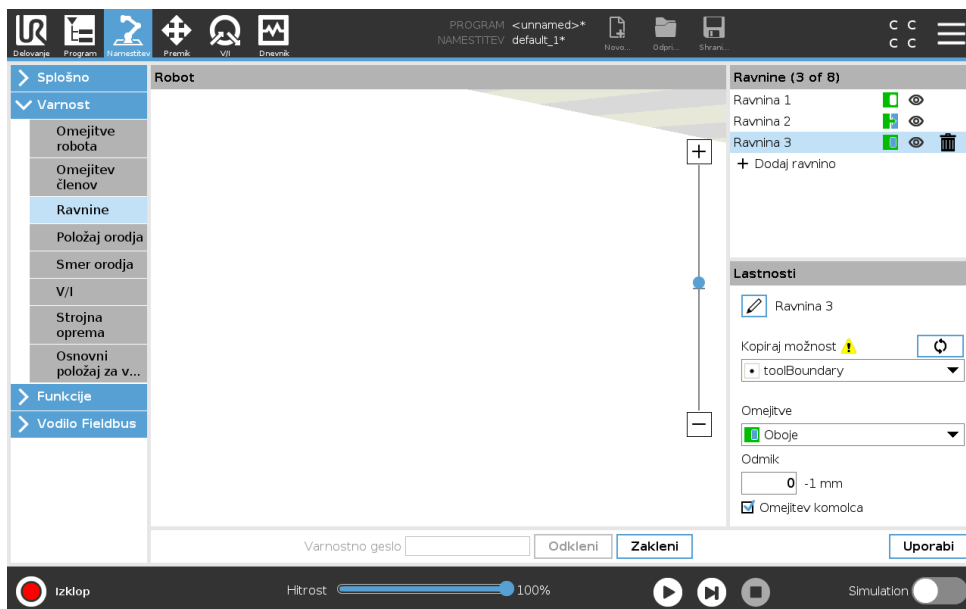 UR
Delovanje
Program
Namestitev
Premik
V/I
Dnevnik
PROGRAM <unnamed>*
NAMESTITEV default_1*
Novo...
Odpri...
Shrani...
C C
C C
Splošno
Varnost
Omejitve
robota
Omejitev
členov
Ravnine
Položaj orodja
Smer orodja
V/I
Strojna
oprema
Osnovni
položaj za v...
Funkcije
Vodilo Fieldbus
Robot
Ravnine (3 of 8)
Ravnina 1
Ravnina 2
Ravnina 3
+ Dodaj ravnino
Lastnosti
Ravnina 3
Kopiraj možnost
toolBoundary
Omejitve
Oboje
Odmik
0 -1 mm
Omejitev komolca
Varnostno geslo
Odkleni
Zakleni
Uporabi
Izklop
Hitrost
100%
Simulation